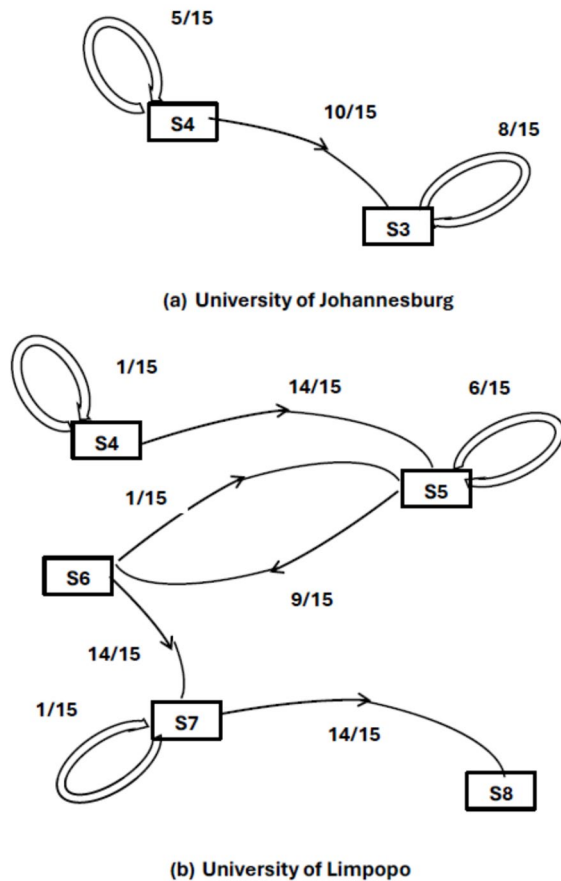 5/15
S4
10/15
8/15
S3
(a) University of Johannesburg
1/15
14/15
6/15
S4
S5
1/15
S6
9/15
14/15
1/15
S7
14/15
S8
(b) University of Limpopo